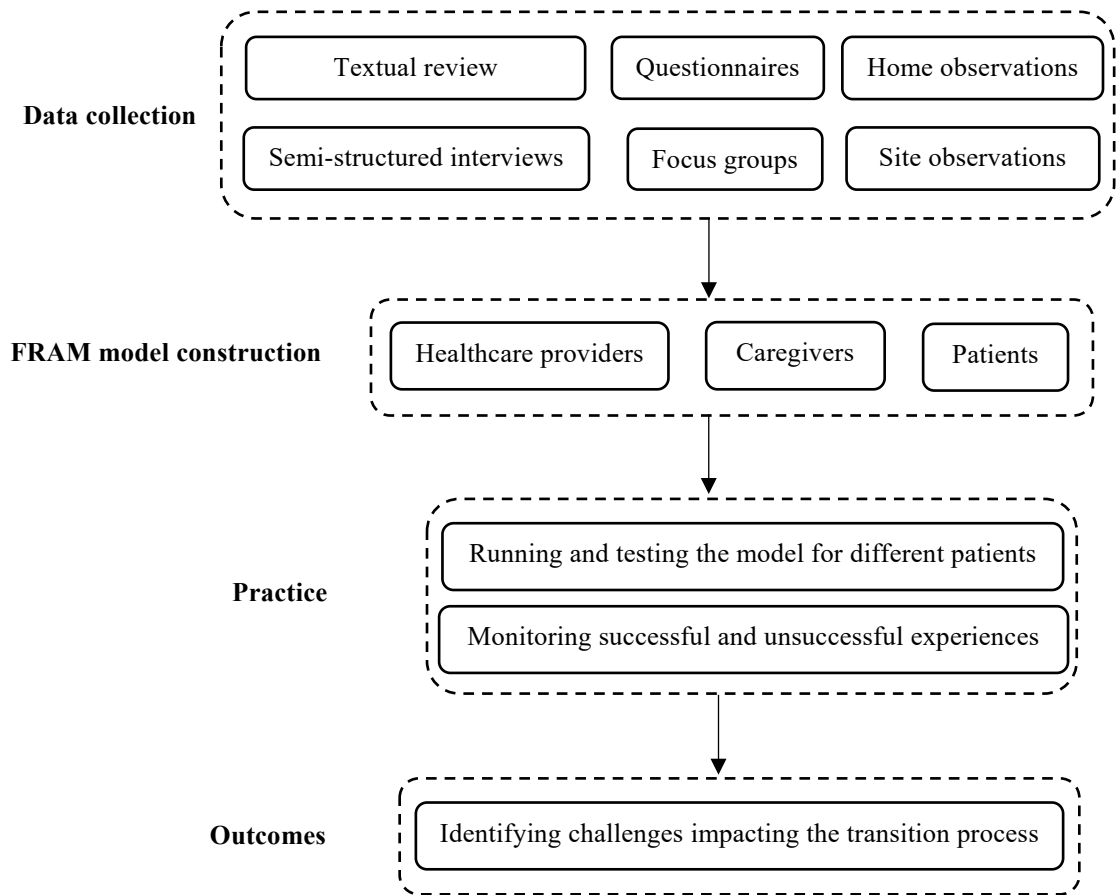 Textual review
Questionnaires
Home observations
Data collection
Semi-structured interviews
Focus groups
Site observations
FRAM model construction
Healthcare providers
Caregivers
Patients
Running and testing the model for different patients
Practice
Monitoring successful and unsuccessful experiences
Outcomes
Identifying challenges impacting the transition process